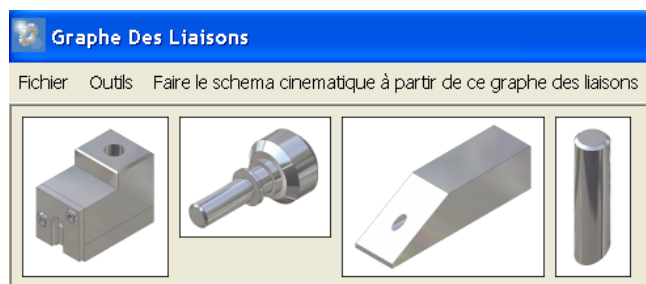 Graphe Des Liaisons
Fichier Outils Faire le schema cinematique à partir de ce graphe des liaisons